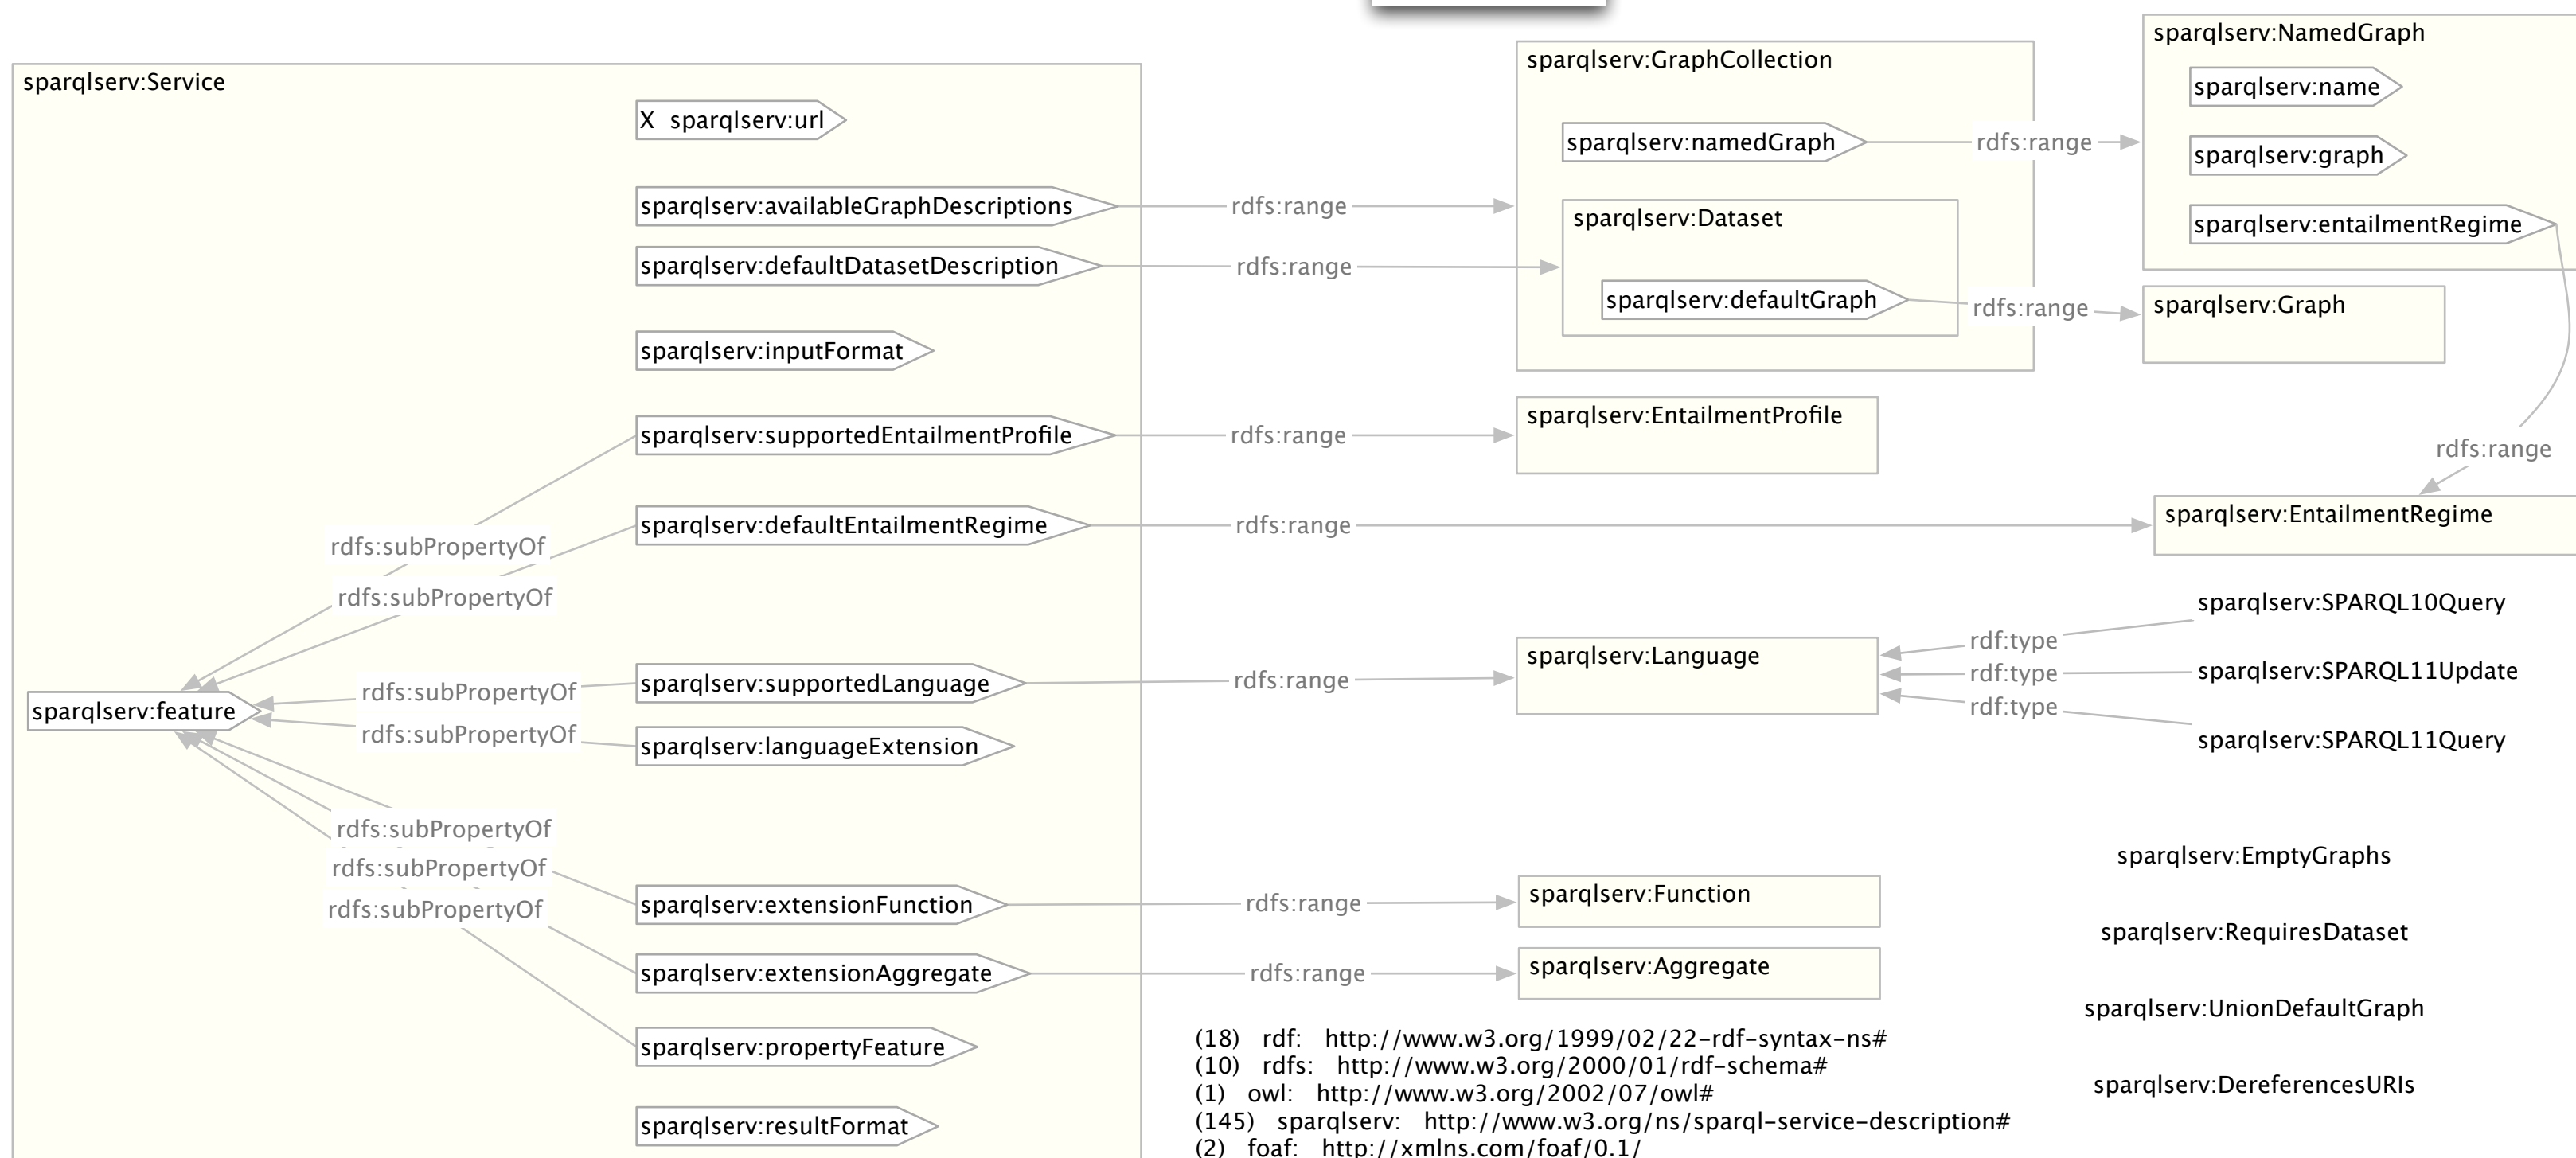 sparqlserv:Service
X sparqlserv:url
sparqlserv:availableGraphDescriptions
sparqlserv:defaultDatasetDescription
sparqlserv:inputFormat
sparqlserv:supportedEntailmentProfile
sparqlserv:defaultEntailmentRegime
rdfs:subPropertyOf
rdfs:subPropertyOf
sparqlserv:feature
rdfs:subPropertyOf
rdfs:subPropertyOf
sparqlserv:supportedLanguage
sparqlserv:languageExtension
rdfs:subPropertyOf
rdfs:subPropertyOf
rdfs:subPropertyOf
sparqlserv:extensionFunction
sparqlserv:extensionAggregate
sparqlserv:propertyFeature
sparqlserv:resultFormat
rdfs:range
rdfs:range
rdfs:range
rdfs:range
rdfs:range
rdfs:range
rdfs:range
sparqlserv:GraphCollection
sparqlserv:namedGraph
rdfs:range
sparqlserv:Dataset
sparqlserv:defaultGraph
rdfs:range
sparqlserv:NamedGraph
sparqlserv:name
sparqlserv:graph
sparqlserv:entailmentRegime
sparqlserv:Graph
sparqlserv:EntailmentProfile
rdfs:range
sparqlserv:EntailmentRegime
sparqlserv:Language
rdf:type
rdf:type
rdf:type
sparqlserv:SPARQL10Query
sparqlserv:SPARQL11Update
sparqlserv:SPARQL11Query
sparqlserv:Function
sparqlserv:Aggregate
sparqlserv:EmptyGraphs
sparqlserv:RequiresDataset
sparqlserv:UnionDefaultGraph
sparqlserv:DereferencesURIs
(18) rdf: http://www.w3.org/1999/02/22-rdf-syntax-ns#
(10) rdfs: http://www.w3.org/2000/01/rdf-schema#
(1) owl: http://www.w3.org/2002/07/owl#
(145) sparqlserv: http://www.w3.org/ns/sparql-service-description#
(2) foaf: http://xmlns.com/foaf/0.1/